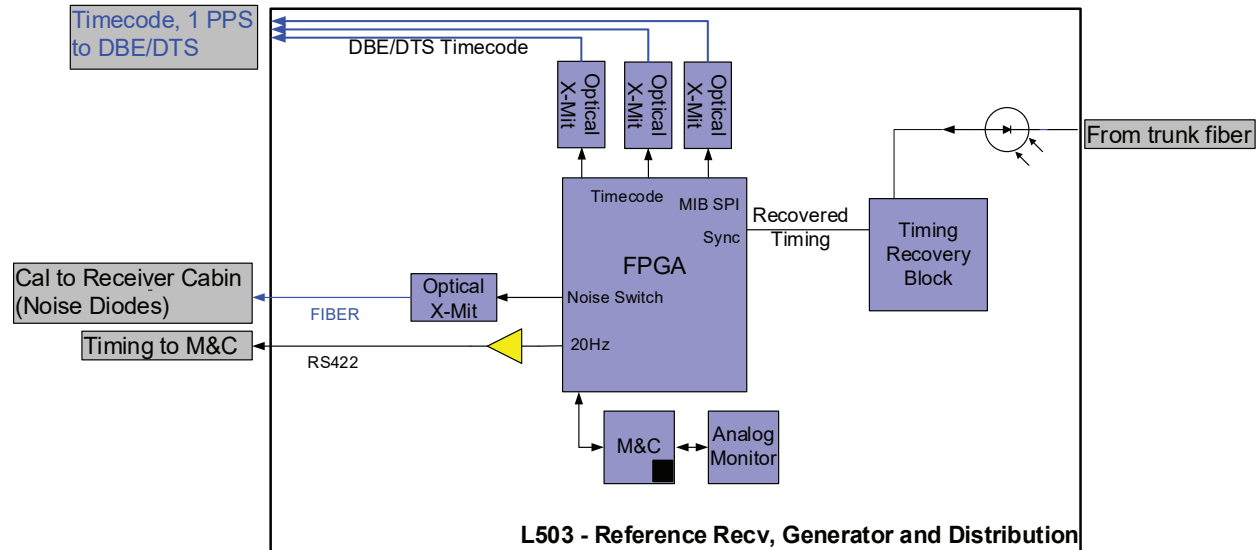 Timecode, 1 PPS
to DBE/DTS
DBE/DTS Timecode
Optical
X-Mit
Optical
X-Mit
Optical
X-Mit
From trunk fiber
Timecode
MIB SPI
Sync
FPGA
Noise Switch
20Hz
Recovered
Timing
Timing
Recovery
Block
Cal to Receiver Cabin
(Noise Diodes)
FIBER
Optical
X-Mit
Timing to M&C
RS422
M&C
Analog
Monitor
L503 - Reference Recv, Generator and Distribution